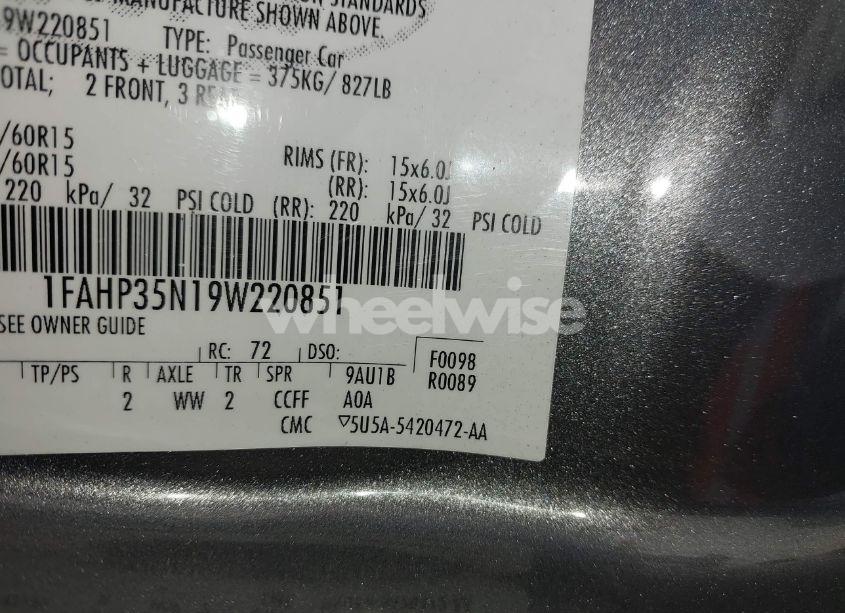 STANDARDS
MANUFACTURE SHOWN ABOVE.
9W220851 TYPE: Passenger Car
= OCCUPANTS + LUGGAGE = 375KG/ 827LB
OTAL; 2 FRONT, 3 REA
/60R15 RIMS (FR): 15x6.0J
/60R15 (RR): 15x6.0J
220 kPa/ 32 PSI COLD (RR): 220 kPa/ 32 PSI COLD
1FAHP35N19W220851
wheelwise
SEE OWNER GUIDE
RC: 72 DSO: F0098
TP/PS R AXLE TR SPR 9AU1B R0089
2 WW 2 CCFF A0A
CMC ▽5U5A-5420472-AA